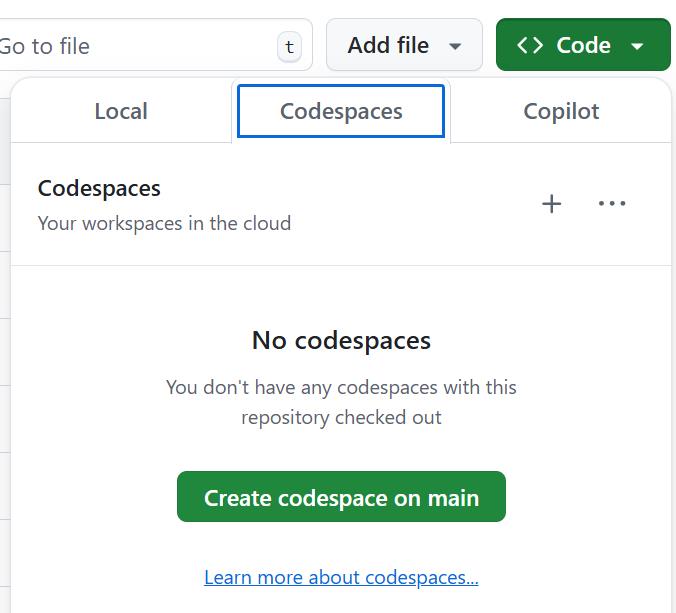 Go to file t Add file Code
Local Codespaces Copilot
Codespaces
Your workspaces in the cloud
No codespaces
You don't have any codespaces with this
repository checked out
Create codespace on main
Learn more about codespaces...